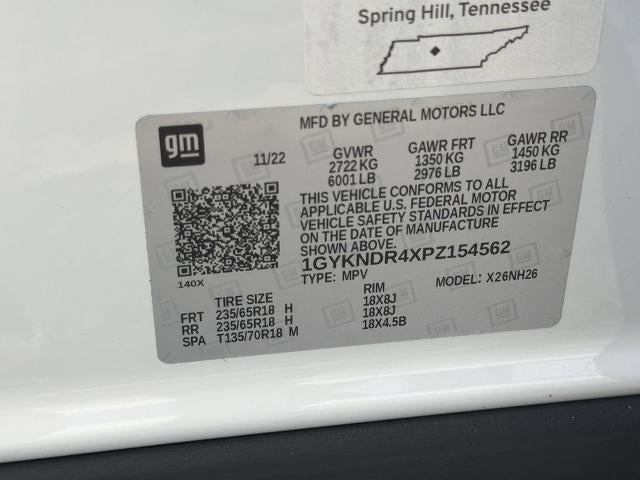 Spring Hill, Tennessee
gm
MFD BY GENERAL MOTORS LLC
11/22 GVWR GAWR FRT GAWR RR
2722 KG 1350 KG 1450 KG
6001 LB 2976 LB 3196 LB
THIS VEHICLE CONFORMS TO ALL
APPLICABLE U.S. FEDERAL MOTOR
VEHICLE SAFETY STANDARDS IN EFFECT
ON THE DATE OF MANUFACTURE
SHOWN ABOVE.
1GYKNDR4XPZ154562
140X
TYPE: MPV MODEL: X26NH26
TIRE SIZE RIM
FRT 235/65R18 H 18X8J
RR 235/65R18 H 18X8J
SPA T135/70R18 M 18X4.5B